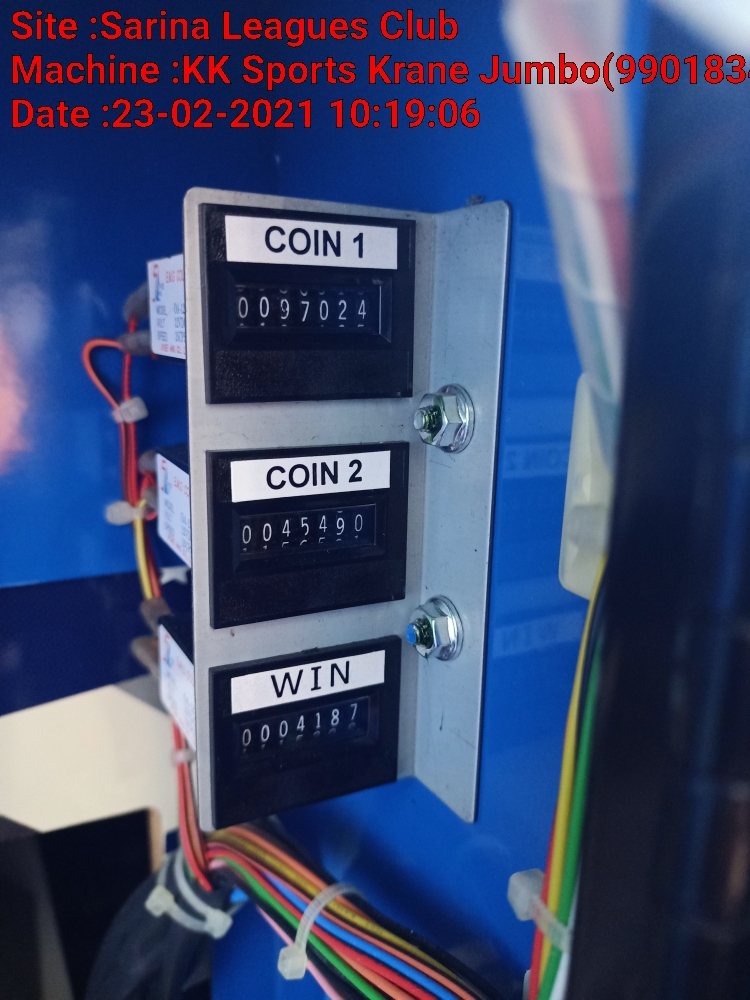 Site :Sarina Leagues Club
Machine :KK Sports Krane Jumbo(9901834
Date :23-02-2021 10:19:06
COIN 1
0097024
COIN 2
0045490
WIN
0004187